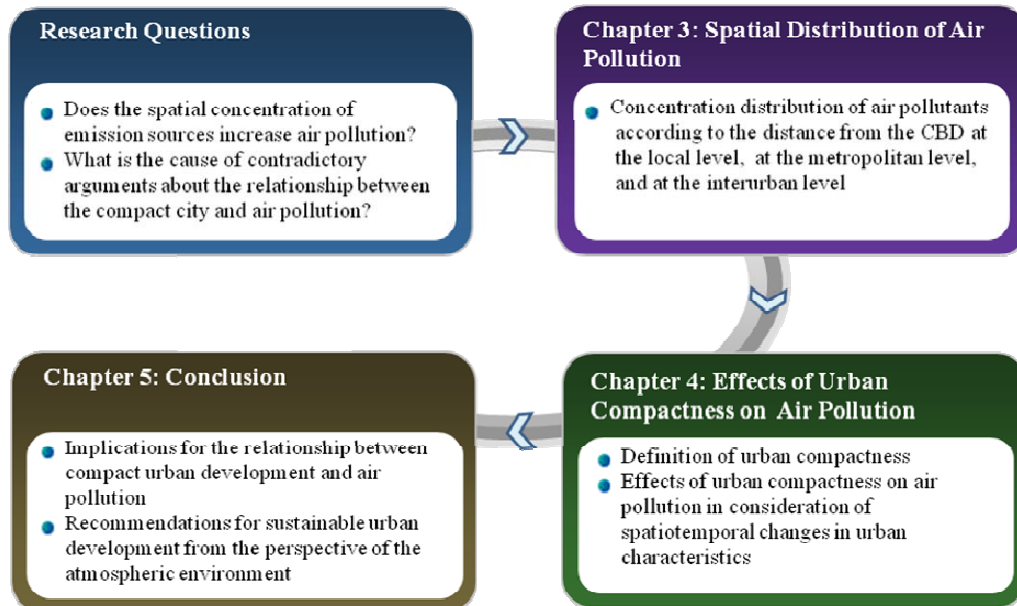 Research Questions
Does the spatial concentration of
emission sources increase air pollution?
What is the cause of contradictory
arguments about the relationship between
the compact city and air pollution?
Chapter 3: Spatial Distribution of Air
Pollution
Concentration distribution of air pollutants
according to the distance from the CBD at
the local level, at the metropolitan level,
and at the interurban level
Chapter 4: Effects of Urban
Compactness on Air Pollution
Definition of urban compactness
Effects of urban compactness on air
pollution in consideration of
spatiotemporal changes in urban
characteristics
Chapter 5: Conclusion
Implications for the relationship between
compact urban development and air
pollution
Recommendations for sustainable urban
development from the perspective of the
atmospheric environment